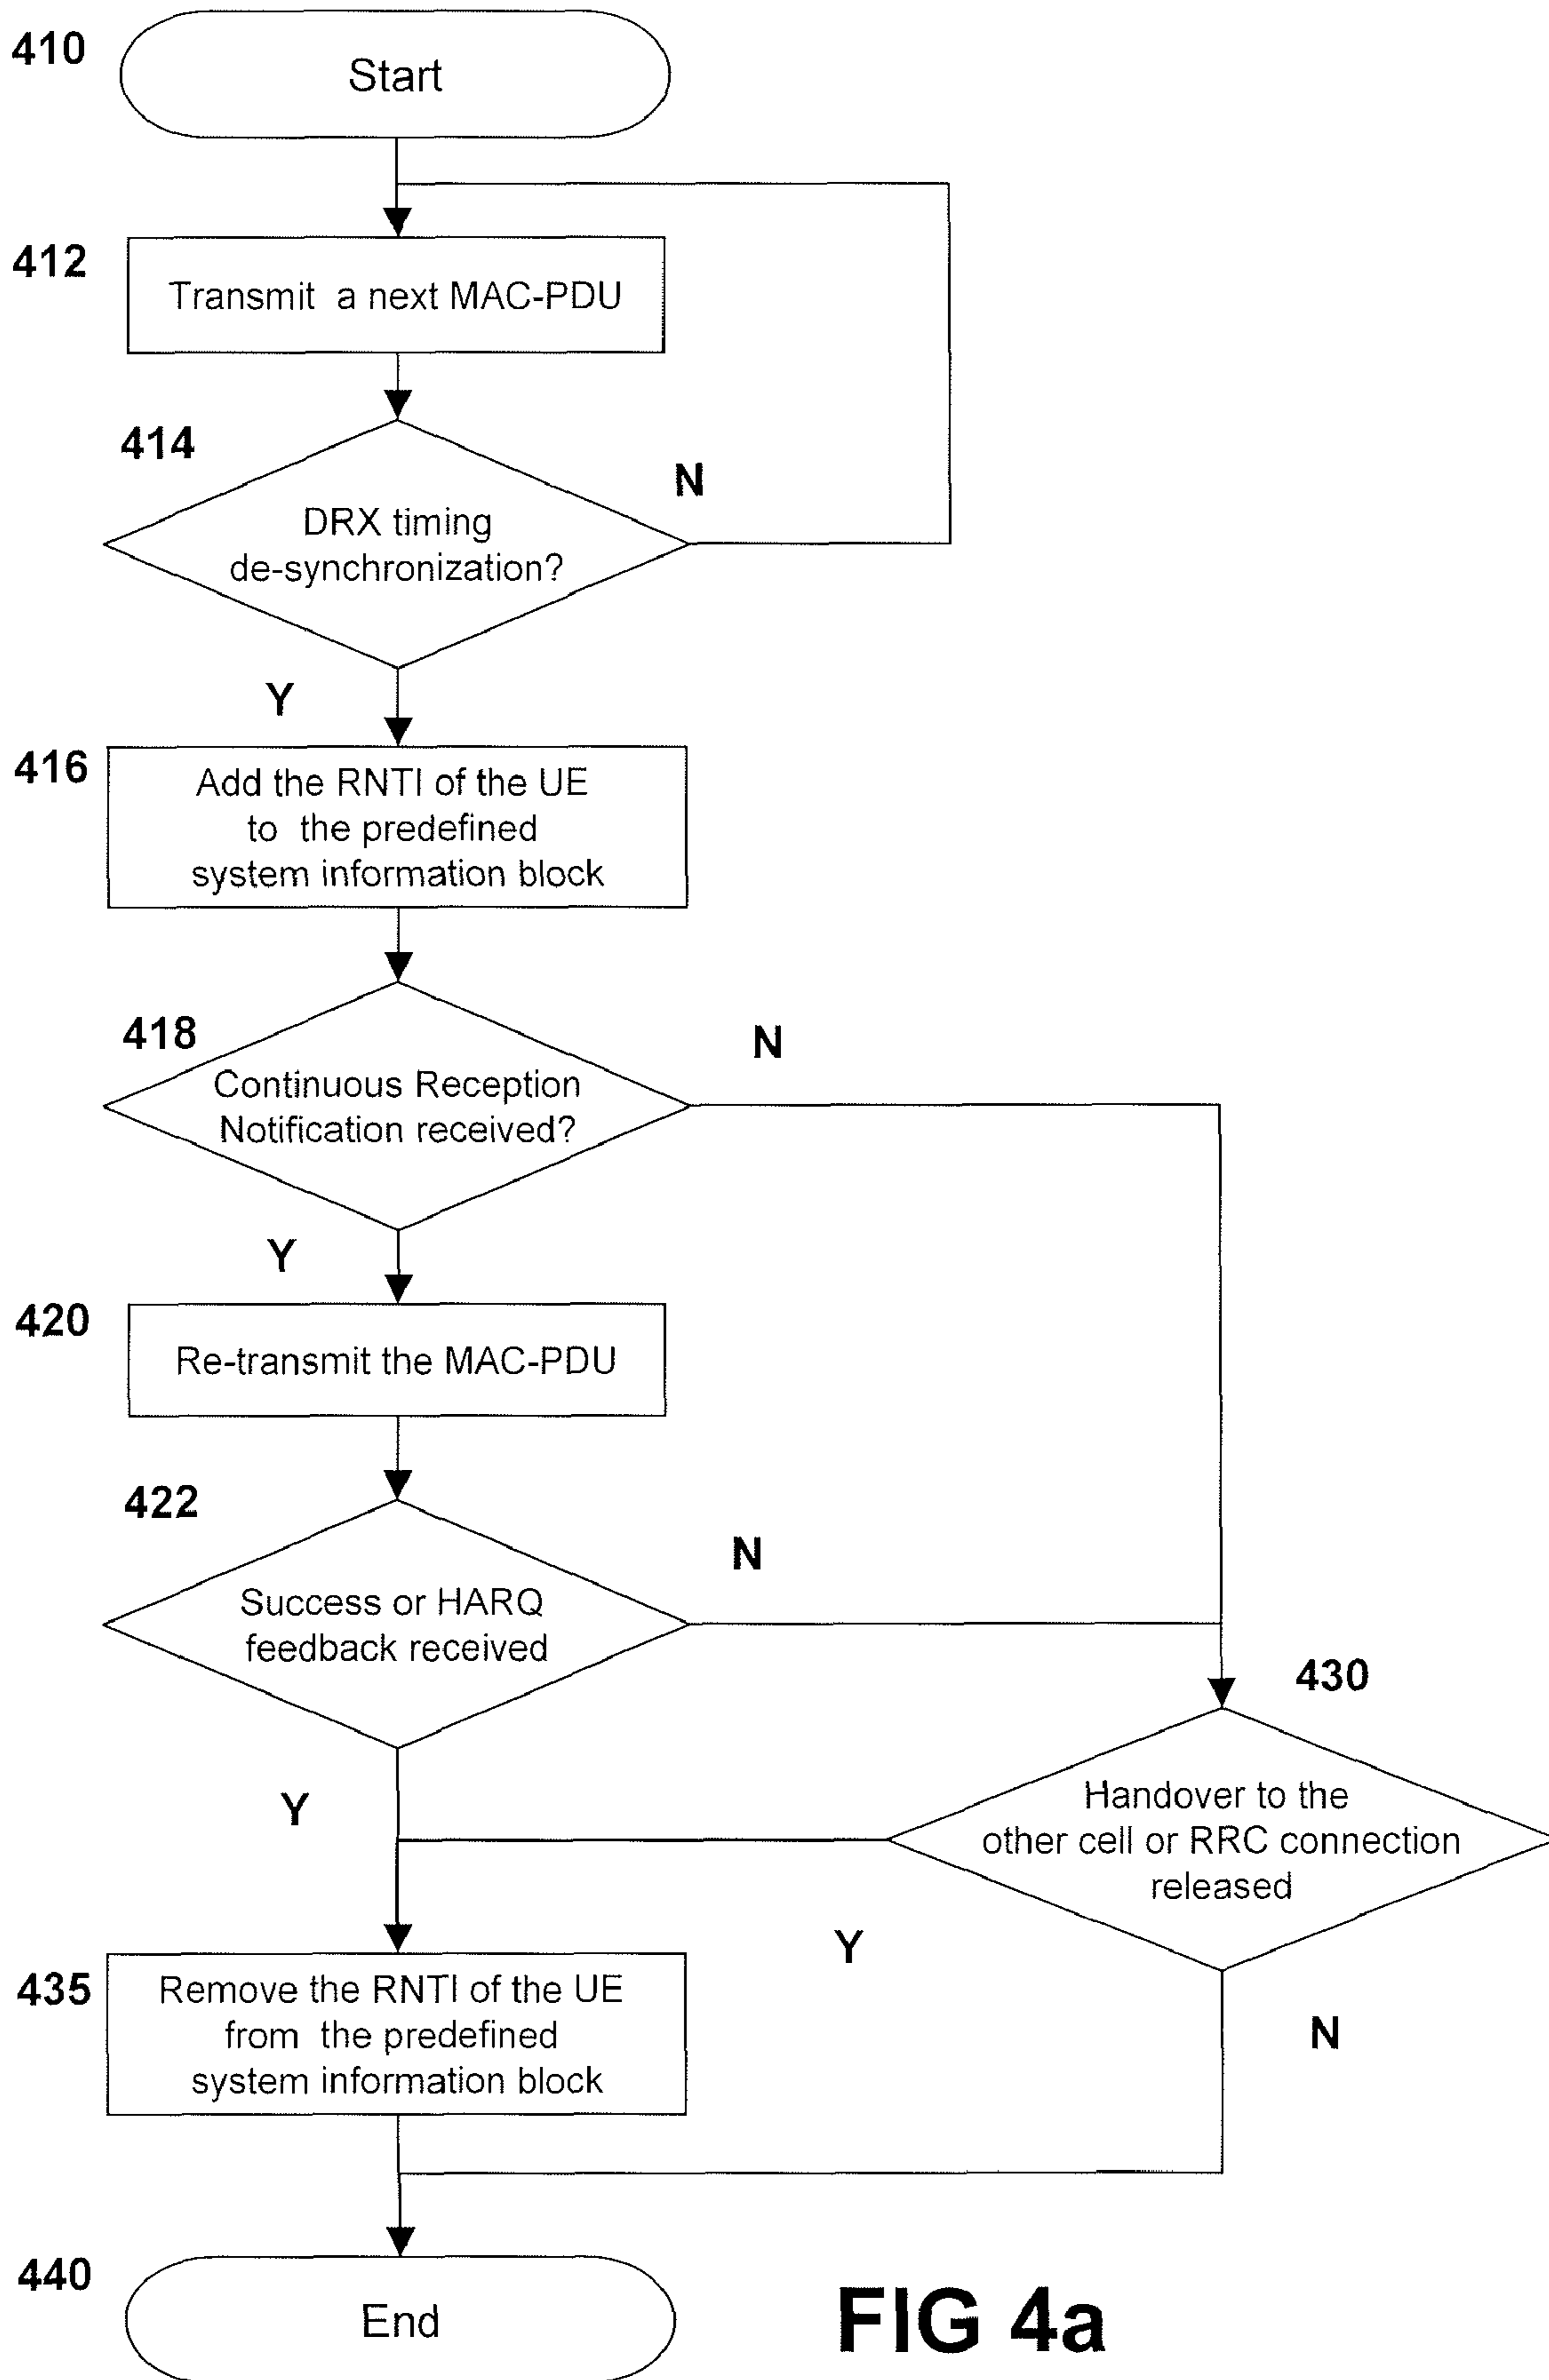 410
Start
412
Transmit a next MAC-PDU
414
N
DRX timing
de-synchronization?
Y
416
Add the RNTI of the UE
to the predefined
system information block
418
N
Continuous Reception
Notification received?
Y
420
Re-transmit the MAC-PDU
422
N
Success or HARQ
feedback received
430
Y
Handover to the
other cell or RRC connection
released
Y
435
Remove the RNTI of the UE
from the predefined
system information block
N
440
End
FIG 4a